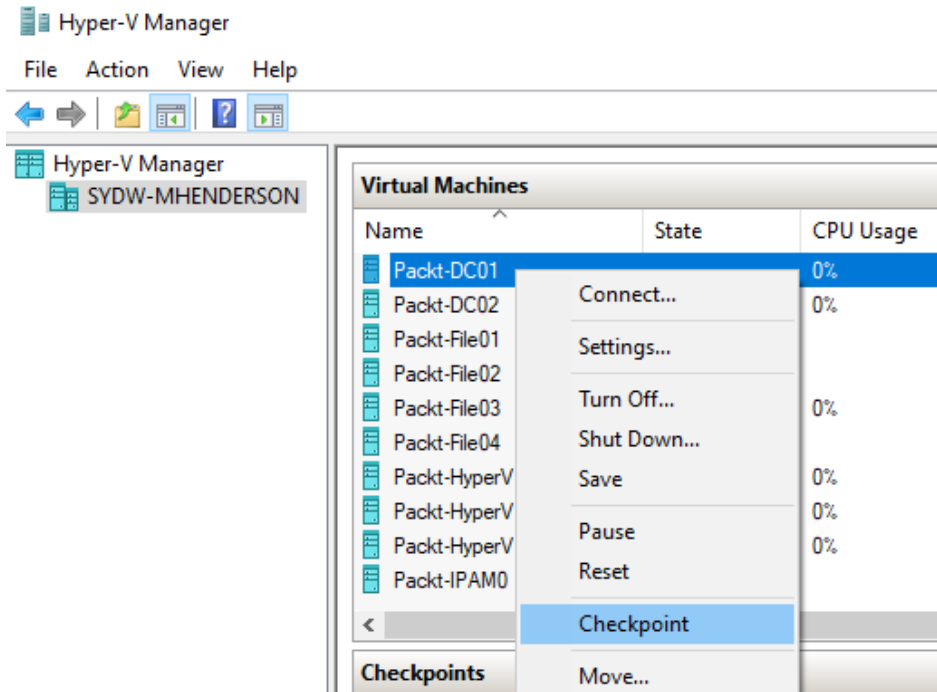 Hyper-V Manager
File Action View Help
Hyper-V Manager
SYDW-MHENDERSON
Virtual Machines
Name State CPU Usage
Packt-DC01 0%
Packt-DC02 0%
Packt-File01
Packt-File02
Packt-File03 0%
Packt-File04
Packt-HyperV 0%
Packt-HyperV 0%
Packt-HyperV 0%
Packt-IPAM0
Checkpoints
Connect...
Settings...
Turn Off...
Shut Down...
Save
Pause
Reset
Checkpoint
Move...